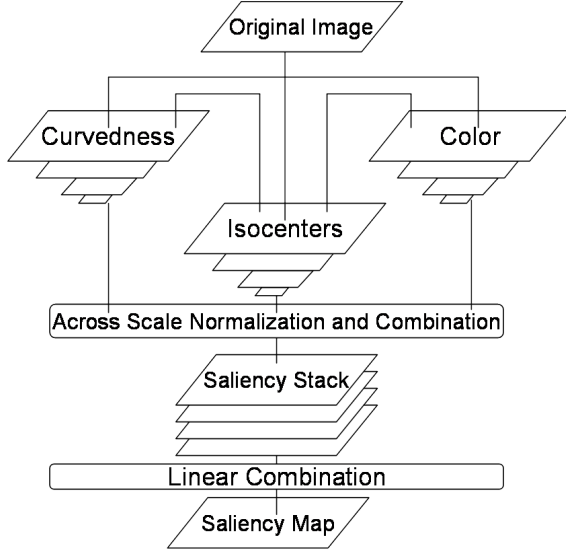 Original Image
Curvedness
Color
Isocenters
Across Scale Normalization and Combination
Saliency Stack
Linear Combination
Saliency Map